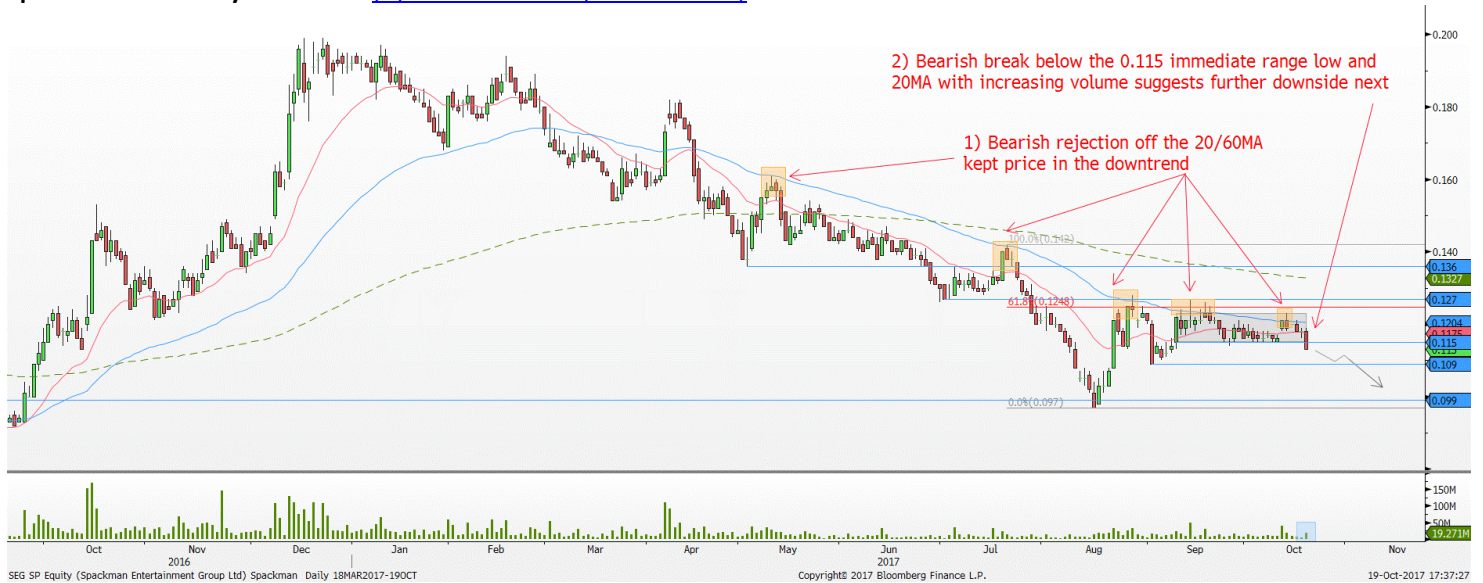 0.200
2) Bearish break below the 0.115 immediate range low and
20MA with increasing volume suggests further downside next
0.180
1) Bearish rejection off the 20/60MA
kept price in the downtrend
0.160
100.0%(0.142)
0.140
0.136
0.1327
0.127
61.8%(0.1248)
0.1204
0.1175
0.115
0.113
0.109
0.0%(0.097)
0.099
150M
100M
50M
19.271M
Oct Nov Dec Jan Feb Mar Apr May Jun Jul Aug Sep Oct Nov
2016 2017
SEG SP Equity (Spackman Entertainment Group Ltd) Spackman Daily 18MAR2017-19OCT Copyright© 2017 Bloomberg Finance L.P. 19-Oct-2017 17:37:27